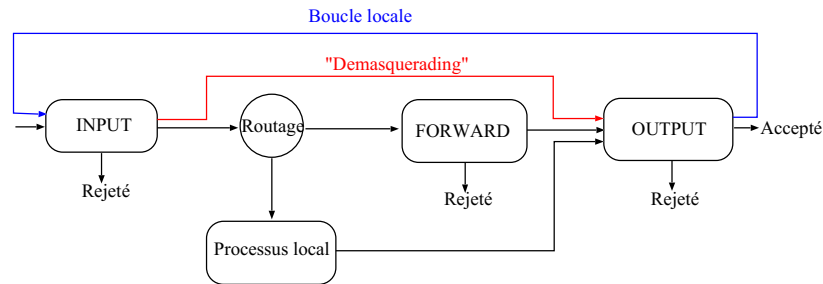 Boucle locale
"Demasquerading"
INPUT
Routage
FORWARD
OUTPUT
Accepté
Rejeté
Rejeté
Rejeté
Processus local